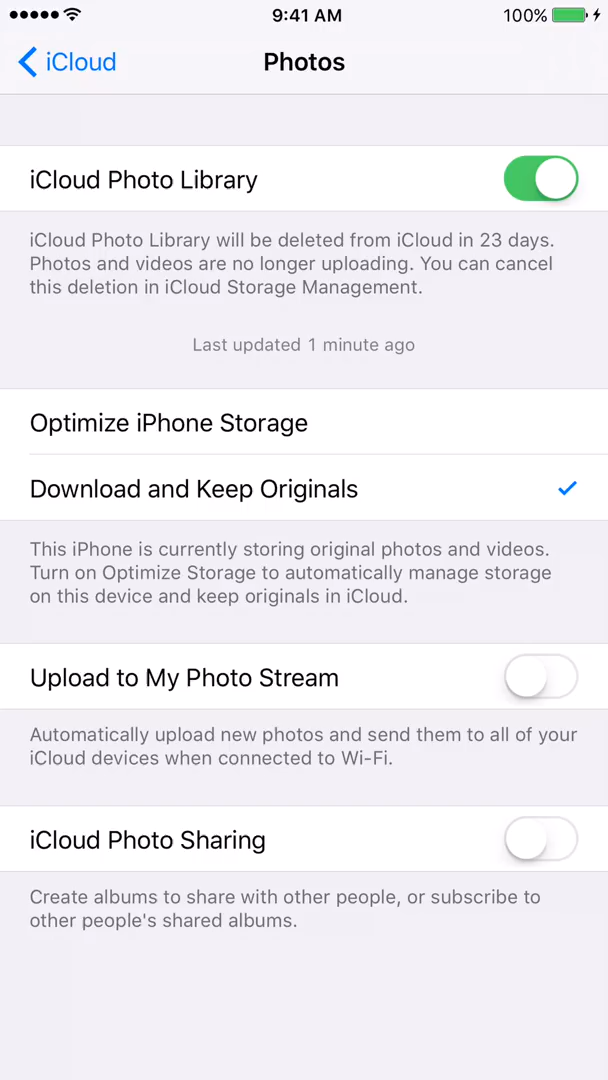 9:41 AM
100%
iCloud
Photos
iCloud Photo Library
iCloud Photo Library will be deleted from iCloud in 23 days.
Photos and videos are no longer uploading. You can cancel
this deletion in iCloud Storage Management.
Last updated 1 minute ago
Optimize iPhone Storage
Download and Keep Originals
This iPhone is currently storing original photos and videos.
Turn on Optimize Storage to automatically manage storage
on this device and keep originals in iCloud.
Upload to My Photo Stream
Automatically upload new photos and send them to all of your
iCloud devices when connected to Wi-Fi.
iCloud Photo Sharing
Create albums to share with other people, or subscribe to
other people's shared albums.